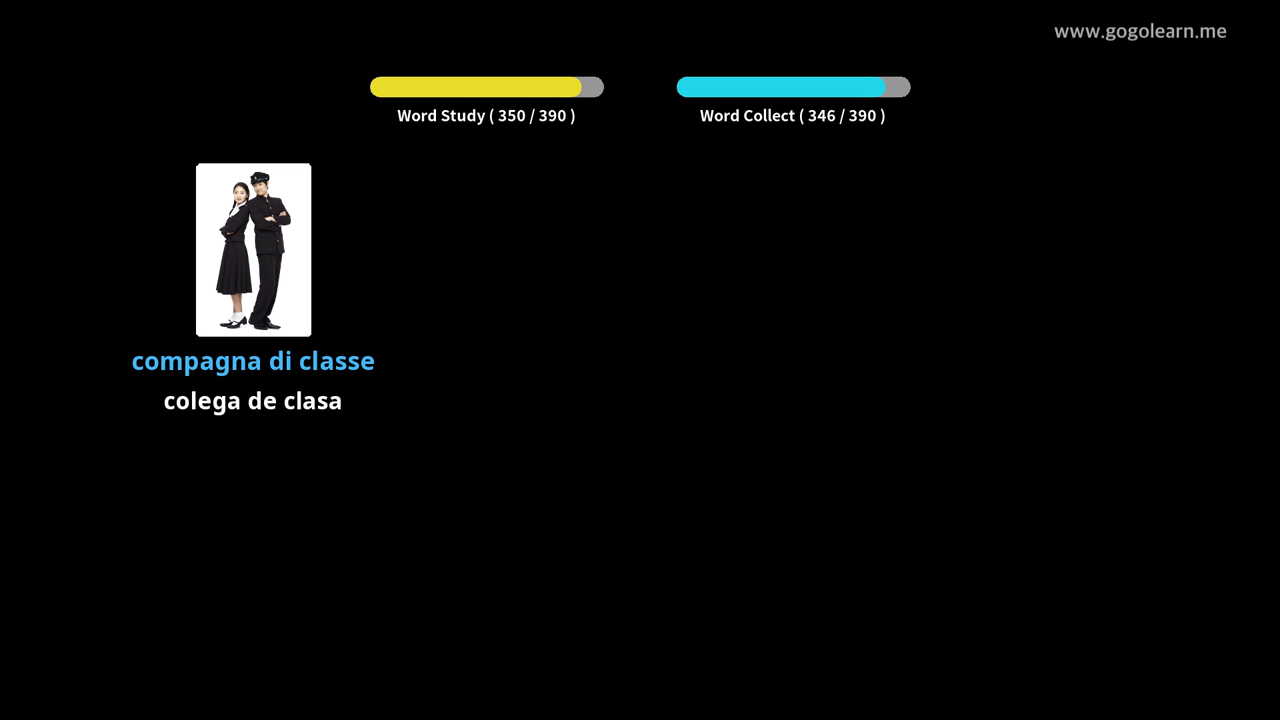 www.gogolearn.me
Word Study ( 350 / 390 )
Word Collect ( 346 / 390 )
compagna di classe
colega de clasa